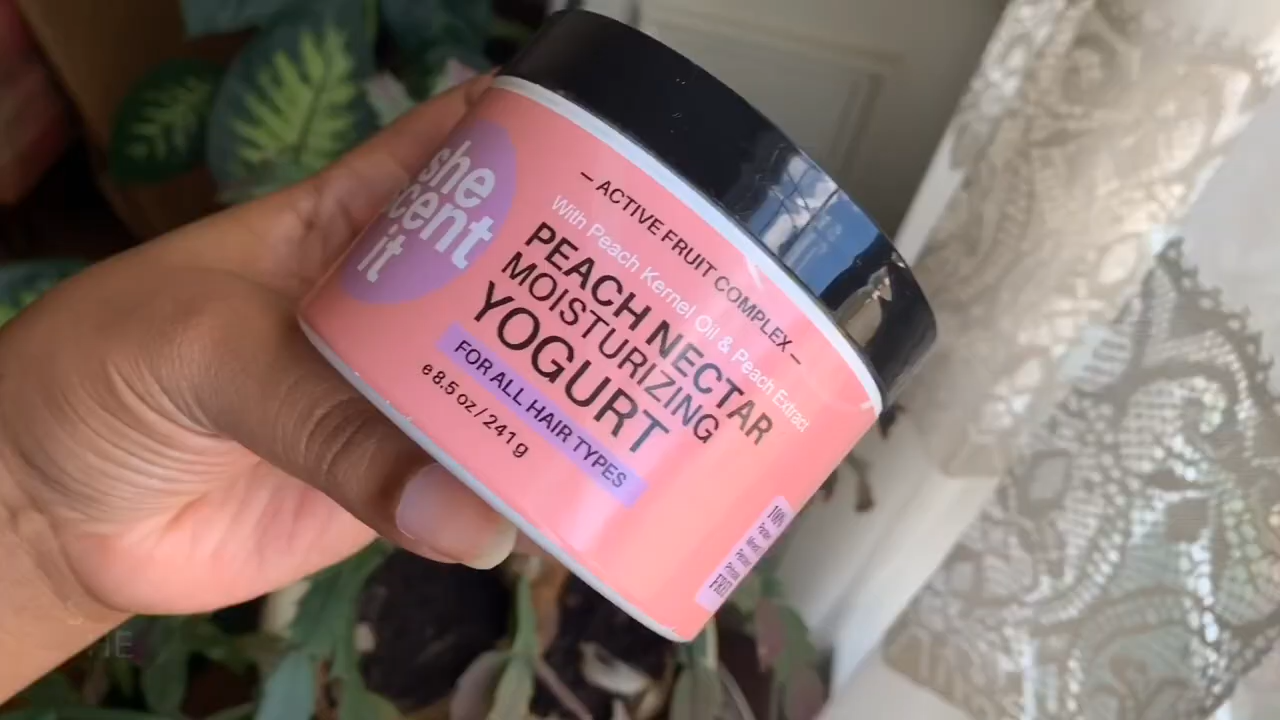 she
scent
it
– ACTIVE FRUIT COMPLEX –
With Peach Kernel Oil & Peach Extract
PEACH NECTAR
MOISTURIZING
YOGURT
FOR ALL HAIR TYPES
e 8.5 oz / 241 g
100%